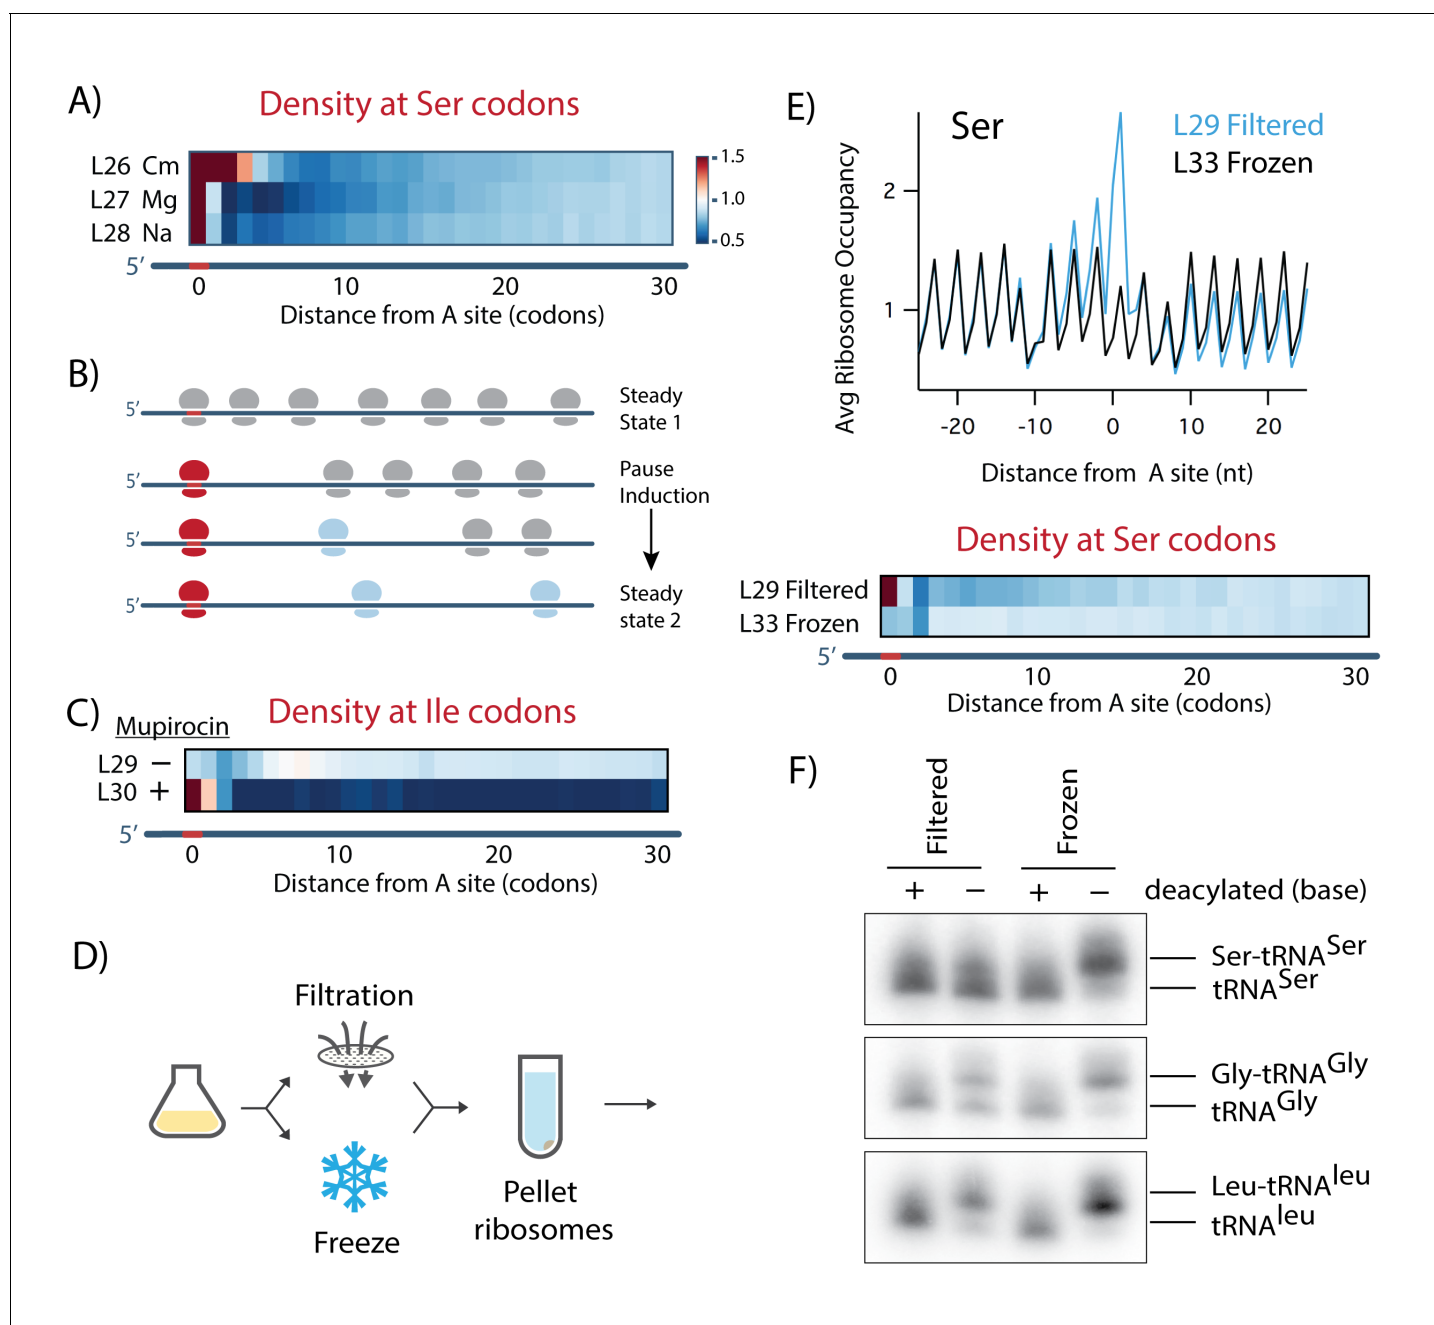 A)
Density at Ser codons
L26 Cm
L27 Mg
L28 Na
1.5
1.0
0.5
5′
0 10 20 30
Distance from A site (codons)
B)
5′
Steady
State 1
5′
Pause
Induction
5′
5′
Steady
state 2
C)
Mupirocin
Density at Ile codons
L29 −
L30 +
5′
0 10 20 30
Distance from A site (codons)
D)
Filtration
Freeze
Pellet
ribosomes
E)
Ser
L29 Filtered
L33 Frozen
Avg Ribosome Occupancy
2
1
-20 -10 0 10 20
Distance from A site (nt)
Density at Ser codons
L29 Filtered
L33 Frozen
5′
0 10 20 30
Distance from A site (codons)
F)
Filtered
Frozen
+ − + − deacylated (base)
Ser-tRNASer
tRNASer
Gly-tRNAGly
tRNAGly
Leu-tRNAleu
tRNAleu